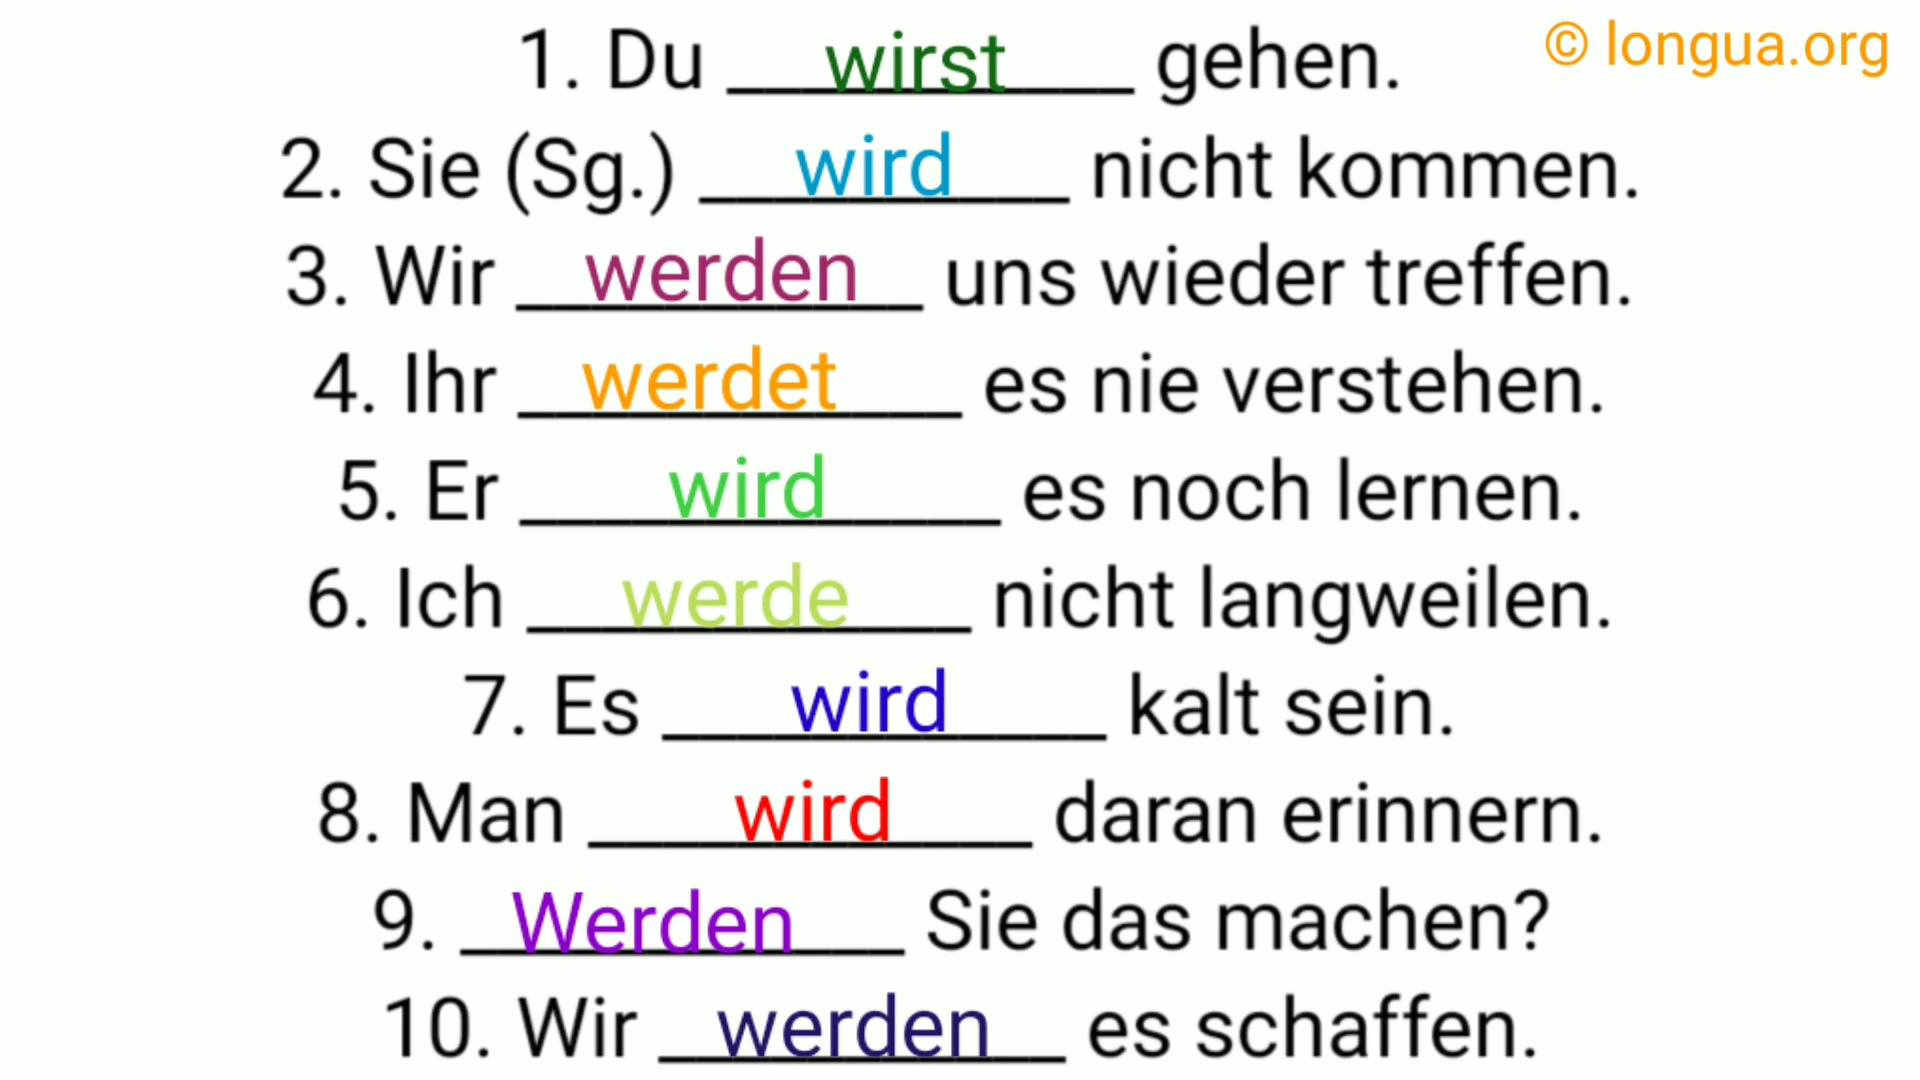 1. Du wirst gehen.
© longua.org
2. Sie (Sg.) wird nicht kommen.
3. Wir werden uns wieder treffen.
4. Ihr werdet es nie verstehen.
5. Er wird es noch lernen.
6. Ich werde nicht langweilen.
7. Es wird kalt sein.
8. Man wird daran erinnern.
9. Werden Sie das machen?
10. Wir werden es schaffen.